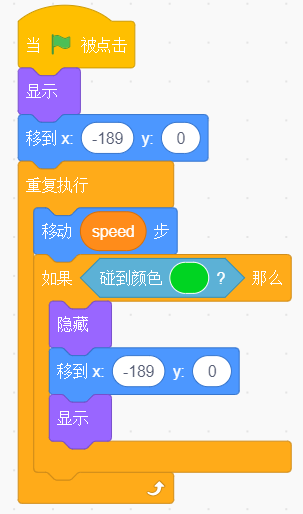 当 被点击
显示
移到 x: -189 y: 0
重复执行
移动 speed 步
如果 碰到颜色 ? 那么
隐藏
移到 x: -189 y: 0
显示